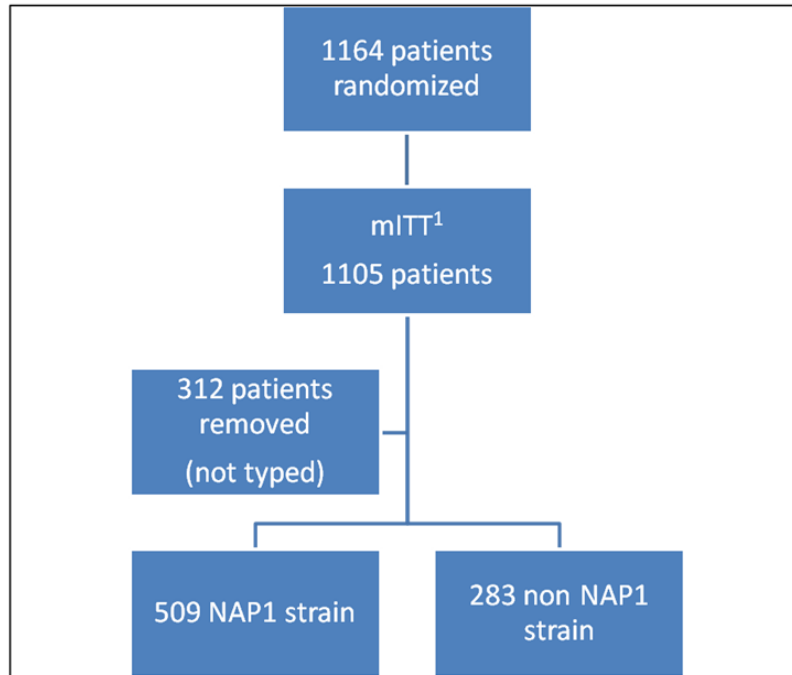 1164 patients
randomized
mITT¹
1105 patients
312 patients
removed
(not typed)
509 NAP1 strain
283 non NAP1
strain